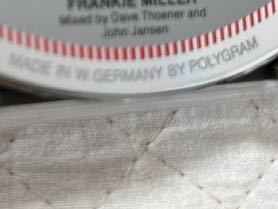 FRANKIE MILLER
Mixed by Dave Thoener and
John Jansen
MADE IN W. GERMANY BY POLYGRAM